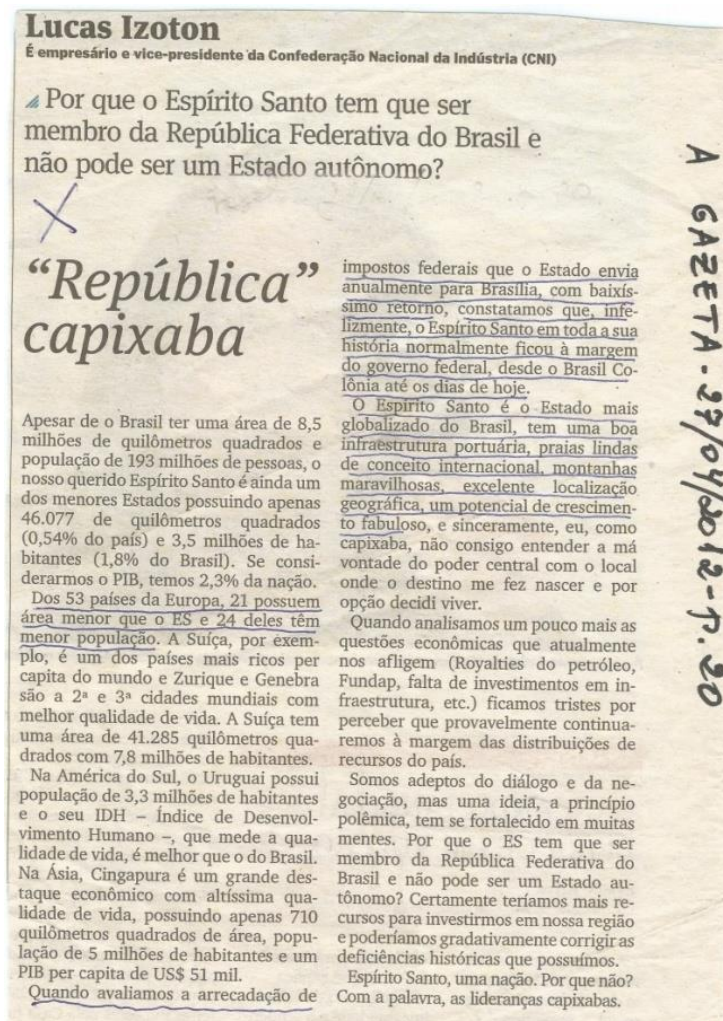 Lucas Izoton
É empresário e vice-presidente da Confederação Nacional da Indústria (CNI)
Por que o Espírito Santo tem que ser
membro da República Federativa do Brasil e
não pode ser um Estado autônomo?
“República”
capixaba
Apesar de o Brasil ter uma área de 8,5
milhões de quilômetros quadrados e
população de 193 milhões de pessoas, o
nosso querido Espírito Santo é ainda um
dos menores Estados possuindo apenas
46.077 de quilômetros quadrados
(0,54% do país) e 3,5 milhões de ha-
bitantes (1,8% do Brasil). Se consi-
derarmos o PIB, temos 2,3% da nação.
Dos 53 países da Europa, 21 possuem
área menor que o ES e 24 deles têm
menor população. A Suíça, por exem-
plo, é um dos países mais ricos per
capita do mundo e Zurique e Genebra
são a 2ª e 3ª cidades mundiais com
melhor qualidade de vida. A Suíça tem
uma área de 41.285 quilômetros qua-
drados com 7,8 milhões de habitantes.
Na América do Sul, o Uruguai possui
população de 3,3 milhões de habitantes
e o seu IDH – Índice de Desenvol-
vimento Humano –, que mede a qua-
lidade de vida, é melhor que o do Brasil.
Na Ásia, Cingapura é um grande des-
taque econômico com altíssima qua-
lidade de vida, possuindo apenas 710
quilômetros quadrados de área, popu-
lação de 5 milhões de habitantes e um
PIB per capita de US$ 51 mil.
Quando avaliamos a arrecadação de
impostos federais que o Estado envia
anualmente para Brasília, com baixís-
simo retorno, constatamos que, infe-
lizmente, o Espírito Santo em toda a sua
história normalmente ficou à margem
do governo federal, desde o Brasil Co-
lônia até os dias de hoje.
O Espírito Santo é o Estado mais
globalizado do Brasil, tem uma boa
infraestrutura portuária, praias lindas
de conceito internacional, montanhas
maravilhosas, excelente localização
geográfica, um potencial de crescimen-
to fabuloso, e sinceramente, eu, como
capixaba, não consigo entender a má
vontade do poder central com o local
onde o destino me fez nascer e por
opção decidi viver.
Quando analisamos um pouco mais as
questões econômicas que atualmente
nos afligem (Royalties do petróleo,
Fundap, falta de investimentos em in-
fraestrutura, etc.) ficamos tristes por
perceber que provavelmente continua-
remos à margem das distribuições de
recursos do país.
Somos adeptos do diálogo e da ne-
gociação, mas uma ideia, a princípio
polêmica, tem se fortalecido em muitas
mentes. Por que o ES tem que ser
membro da República Federativa do
Brasil e não pode ser um Estado au-
tônomo? Certamente teríamos mais re-
cursos para investirmos em nossa região
e poderíamos gradativamente corrigir as
deficiências históricas que possuímos.
Espírito Santo, uma nação. Por que não?
Com a palavra, as lideranças capixabas.
A GAZETA - 27/04/2012 - p. 20